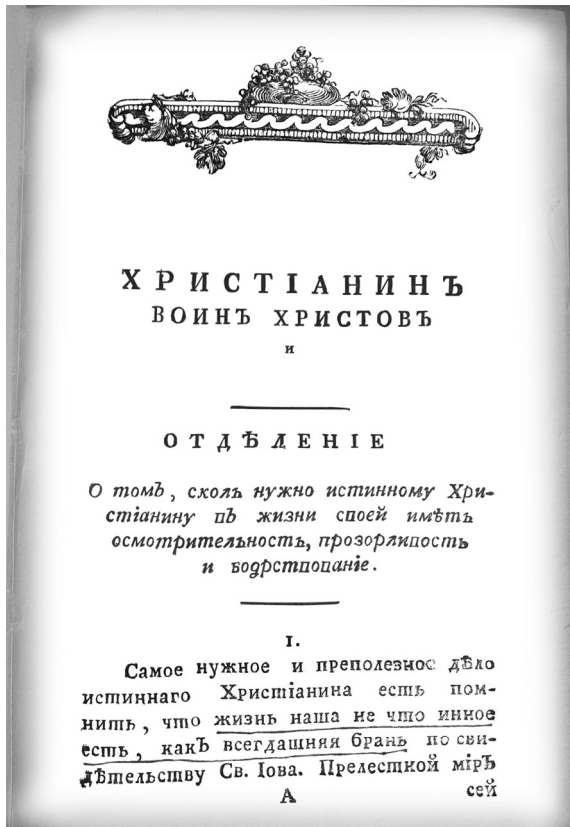 ХРИСТІАНИНЪ
ВОИНЪ ХРИСТОВЪ
и
ОТДѢЛЕНІЕ
О томЪ, сколь нужно истинному Хри-
стіанину въ жизни своей имѣть
осмотрительность, прозорливость
и бодрствованіе.
I.
Самое нужное и преполезное дѣло
истиннаго Христіанина есть пом-
нить, что жизнь наша не что инное
есть, какЪ всегдашняя брань по сви-
дѣтельству Св. Іова. Прелестной мірЪ
А сей